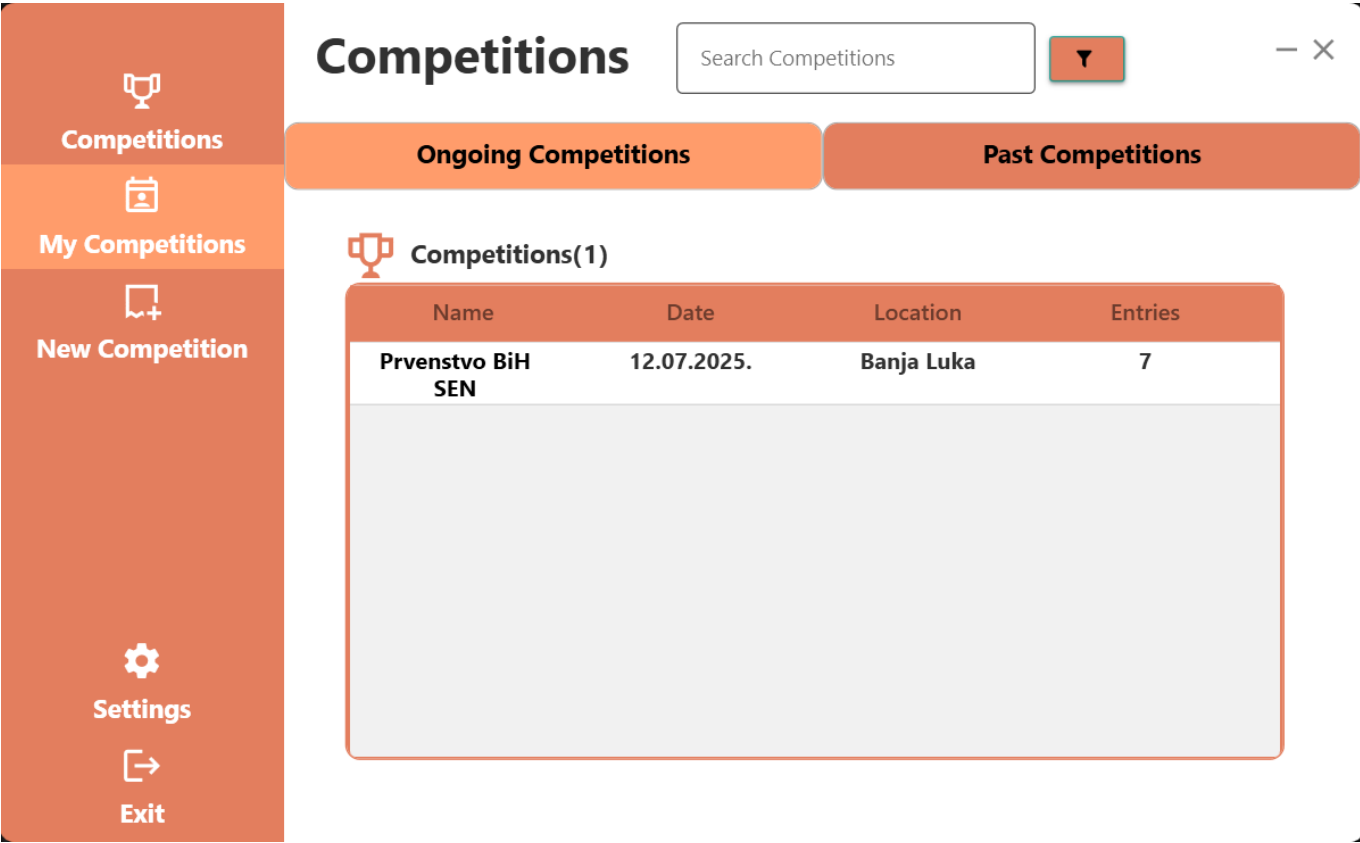 Competitions
My Competitions
New Competition
Settings
Exit
Competitions
Search Competitions
Ongoing Competitions
Past Competitions
Competitions(1)
Name Date Location Entries
Prvenstvo BiH 12.07.2025. Banja Luka 7
SEN